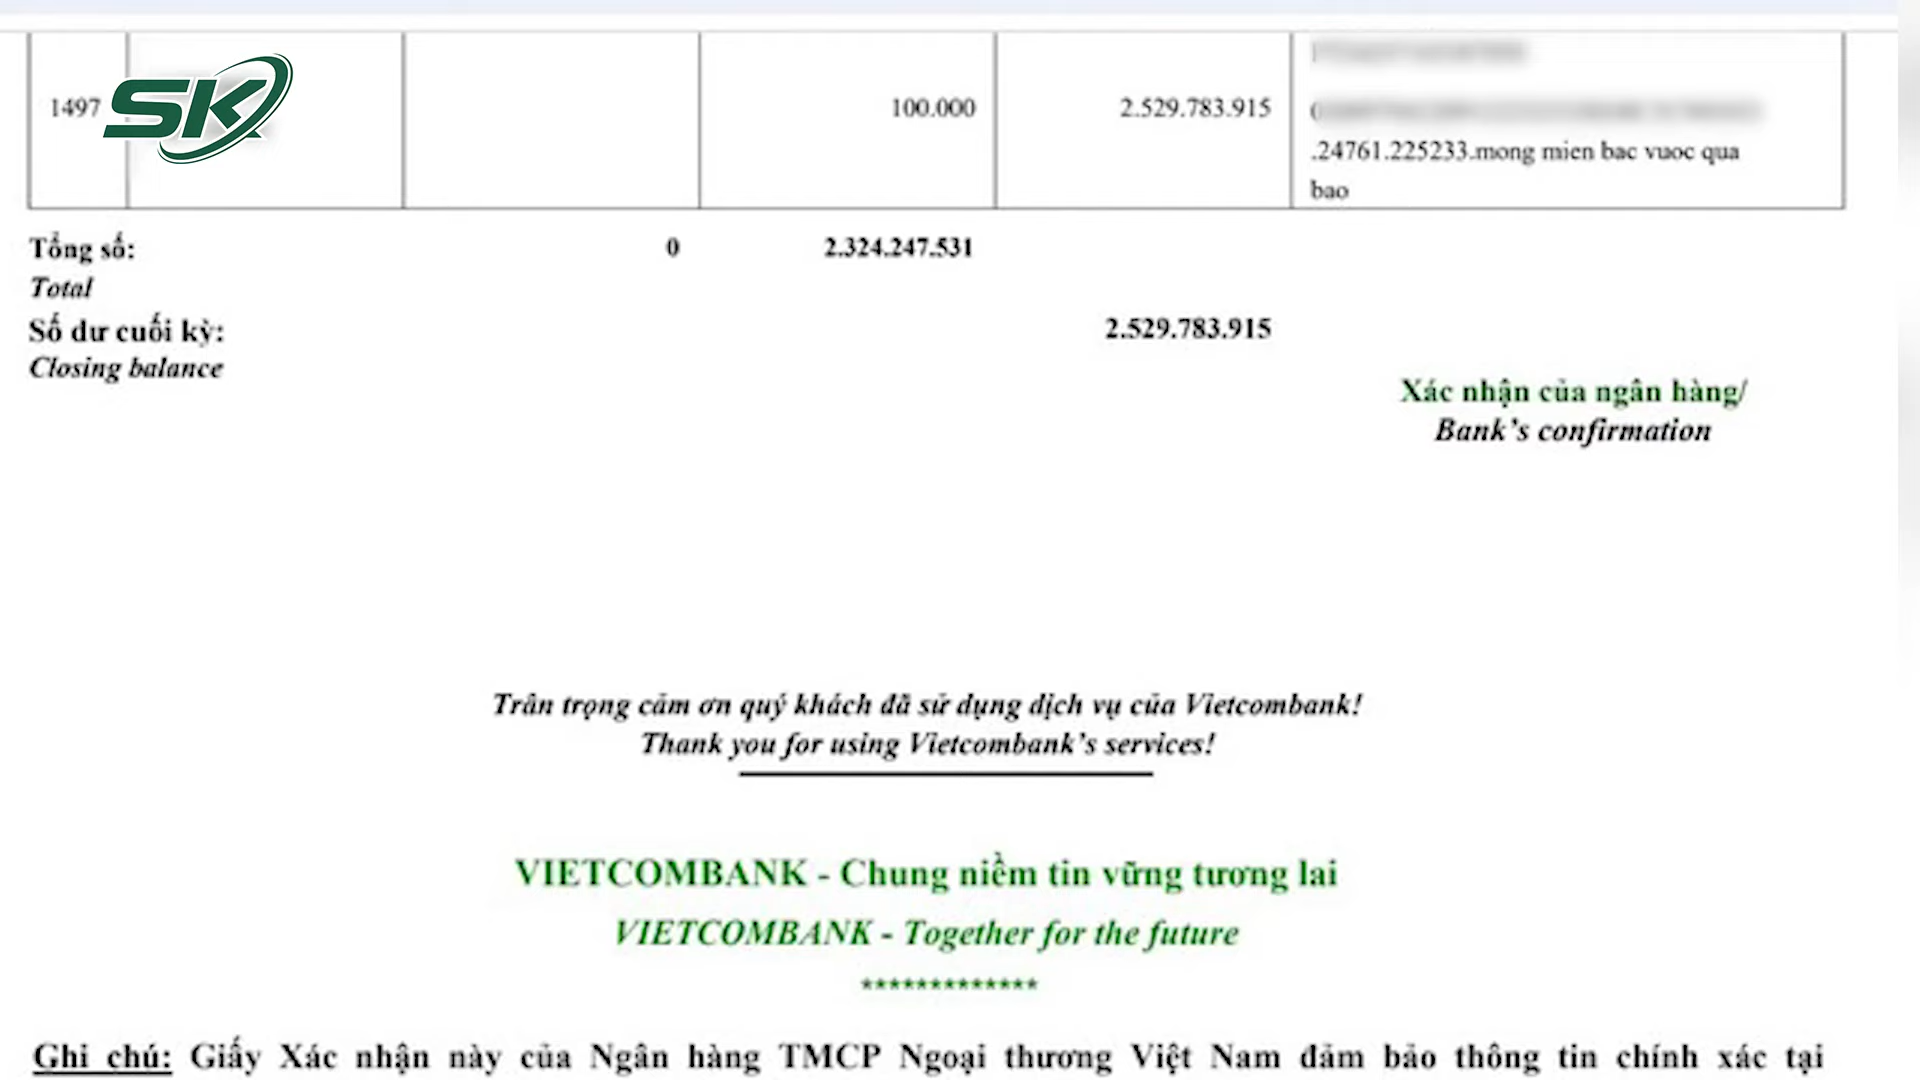 SK
1497 100.000 2.529.783.915
.24761.225233.mong mien bac vuoc qua
bao
Tổng số: 0 2.324.247.531
Total
Số dư cuối kỳ: 2.529.783.915
Closing balance
Xác nhận của ngân hàng/
Bank's confirmation
Trân trọng cảm ơn quý khách đã sử dụng dịch vụ của Vietcombank!
Thank you for using Vietcombank's services!
VIETCOMBANK - Chung niềm tin vững tương lai
VIETCOMBANK - Together for the future
*************
Ghi chú: Giấy Xác nhận này của Ngân hàng TMCP Ngoại thương Việt Nam đảm bảo thông tin chính xác tại